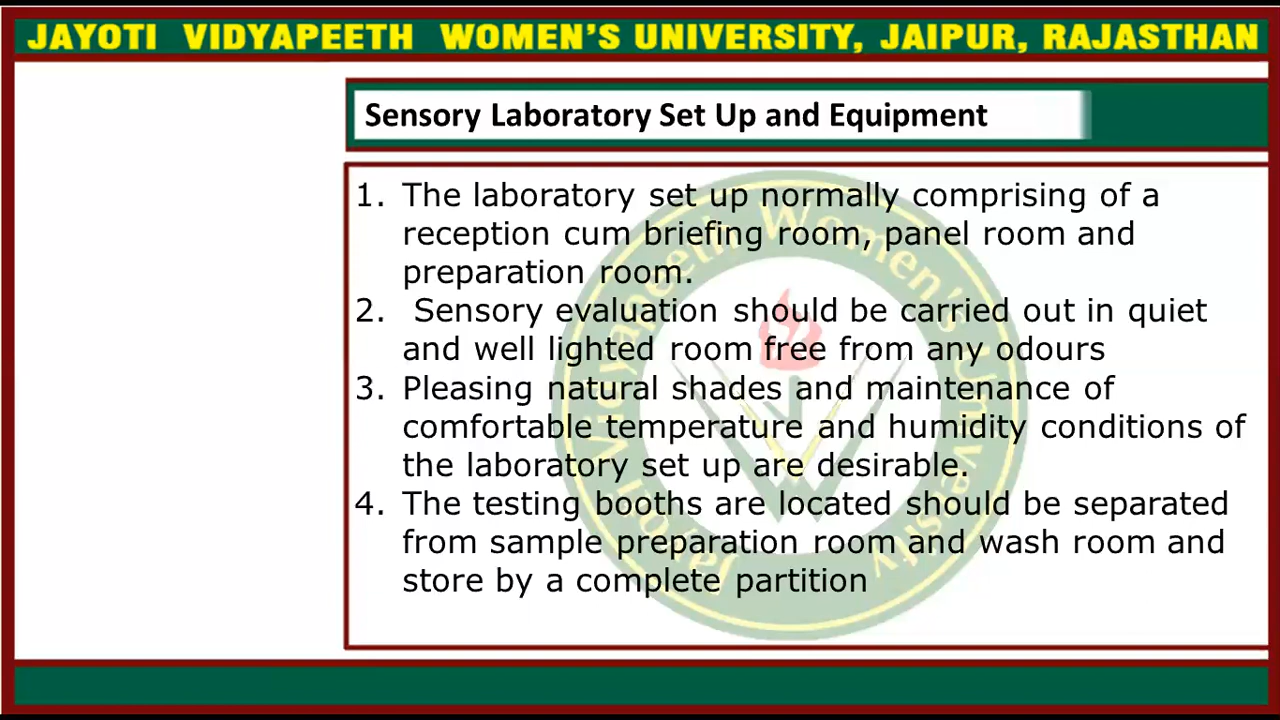 JAYOTI VIDYAPEETH WOMEN'S UNIVERSITY, JAIPUR, RAJASTHAN
Sensory Laboratory Set Up and Equipment
1. The laboratory set up normally comprising of a
reception cum briefing room, panel room and
preparation room.
2. Sensory evaluation should be carried out in quiet
and well lighted room free from any odours
3. Pleasing natural shades and maintenance of
comfortable temperature and humidity conditions of
the laboratory set up are desirable.
4. The testing booths are located should be separated
from sample preparation room and wash room and
store by a complete partition
Jayoti Vidyapeeth Women's University